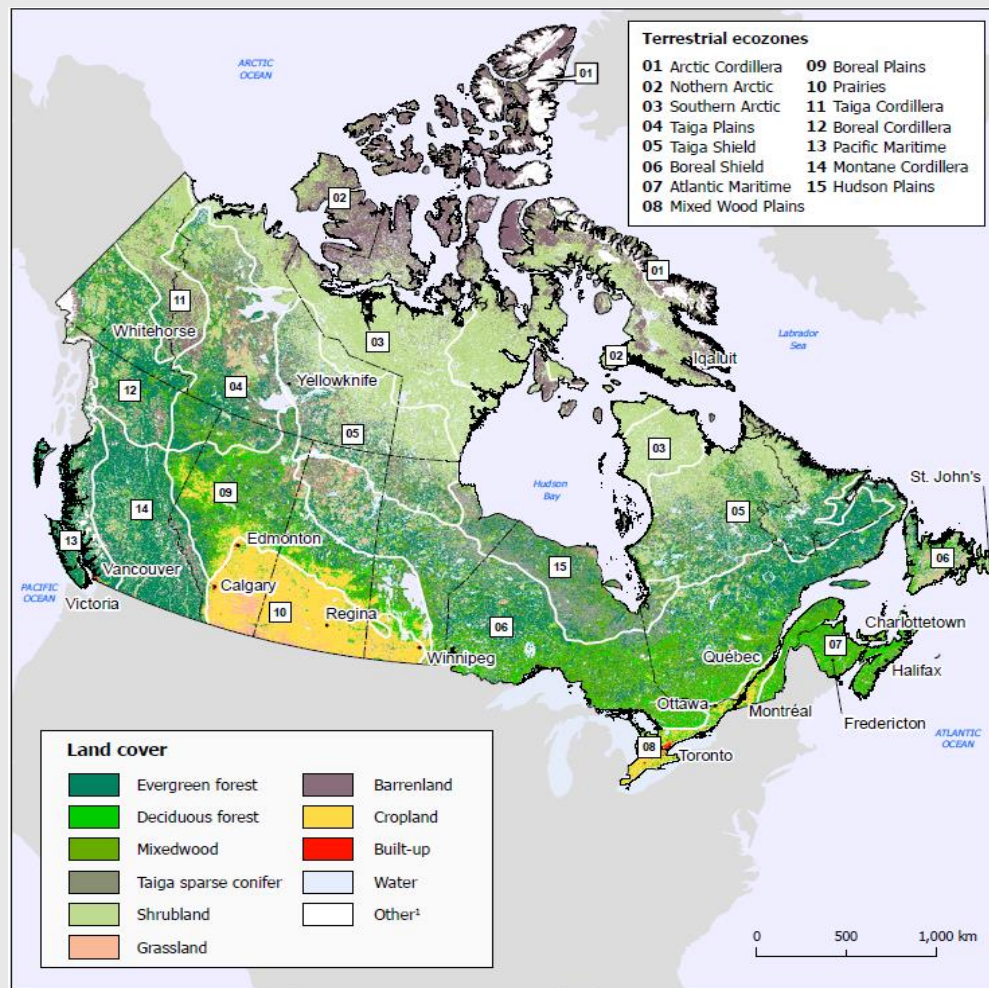 Terrestrial ecozones
01 Arctic Cordillera
02 Nothern Arctic
03 Southern Arctic
04 Taiga Plains
05 Taiga Shield
06 Boreal Shield
07 Atlantic Maritime
08 Mixed Wood Plains
09 Boreal Plains
10 Prairies
11 Taiga Cordillera
12 Boreal Cordillera
13 Pacific Maritime
14 Montane Cordillera
15 Hudson Plains
ARCTIC
OCEAN
01
02
01
Labrador
Sea
11
Whitehorse
03
02
Iqaluit
12
04
Yellowknife
05
03
St. John's
09
Hudson
Bay
05
14
13
Edmonton
15
06
PACIFIC
OCEAN
Vancouver
Victoria
Calgary
10
Regina
06
Winnipeg
Charlottetown
07
Québec
Halifax
Ottawa
Montréal
Fredericton
08
Toronto
ATLANTIC
OCEAN
Land cover
Evergreen forest
Deciduous forest
Mixedwood
Taiga sparse conifer
Shrubland
Grassland
Barrenland
Cropland
Built-up
Water
Other¹
0 500 1,000 km